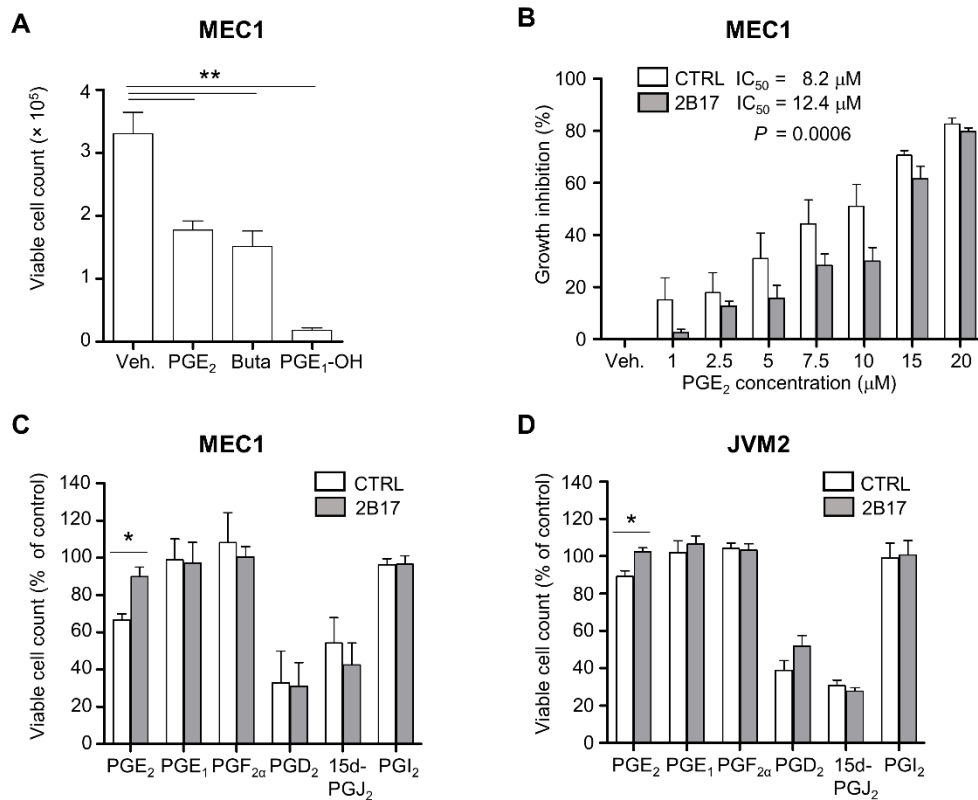 A
MEC1
**
Viable cell count (× 10⁵)
4
3
2
1
0
Veh. PGE₂ Buta PGE₁-OH
B
MEC1
CTRL IC₅₀ = 8.2 μM
2B17 IC₅₀ = 12.4 μM
P = 0.0006
Growth inhibition (%)
100
80
60
40
20
0
Veh. 1 2.5 5 7.5 10 15 20
PGE₂ concentration (μM)
C
MEC1
CTRL
2B17
*
Viable cell count (% of control)
140
120
100
80
60
40
20
0
PGE₂ PGE₁ PGF₂α PGD₂ 15d- PGI₂
PGJ₂
D
JVM2
CTRL
2B17
*
Viable cell count (% of control)
140
120
100
80
60
40
20
0
PGE₂ PGE₁ PGF₂α PGD₂ 15d- PGI₂
PGJ₂